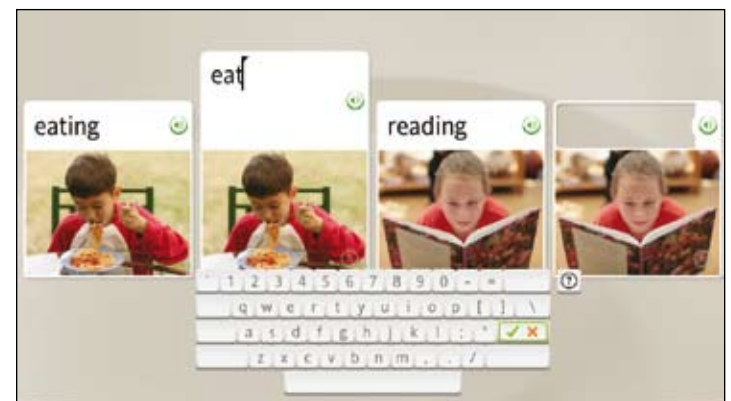 eating
eat
reading
` 1 2 3 4 5 6 7 8 9 0 - =
q w e r t y u i o p [ ] \
a s d f g h j k l ; '
z x c v b n m , . /
?